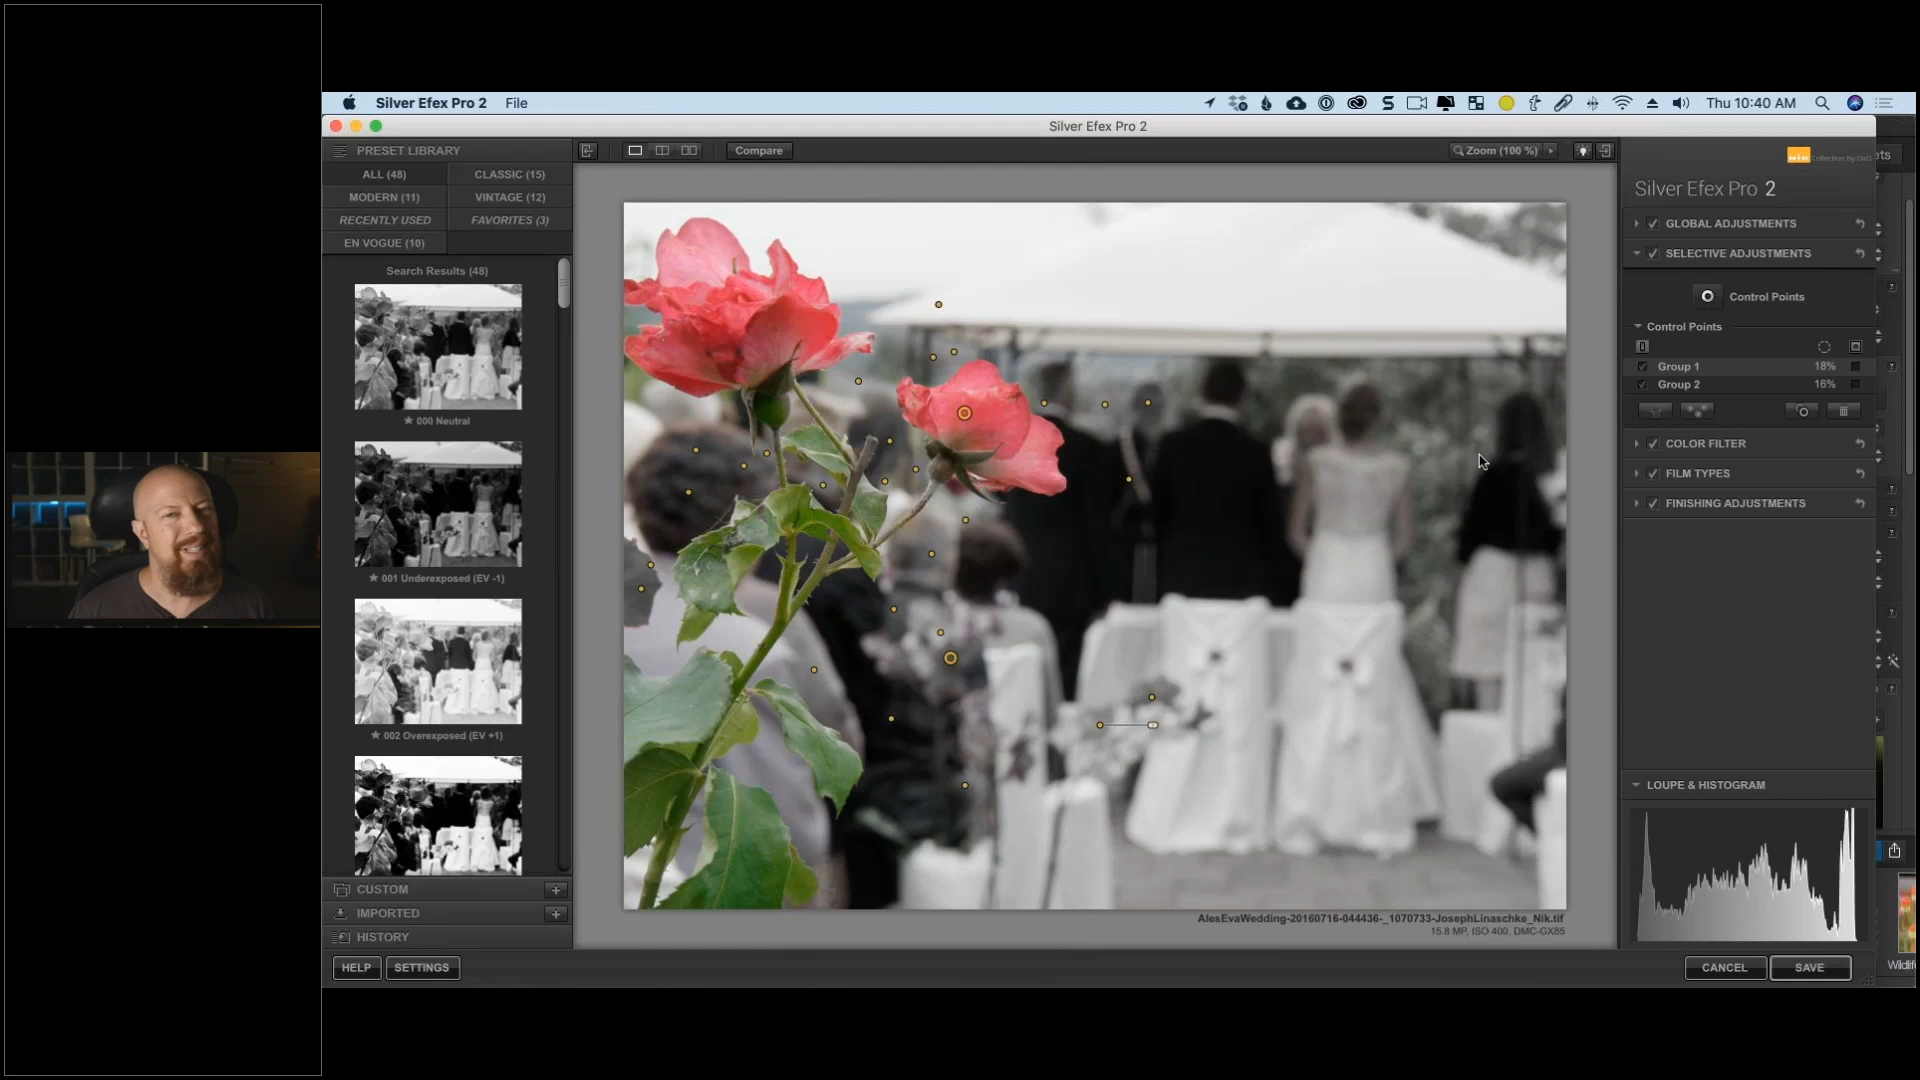 Silver Efex Pro 2 File
Thu 10:40 AM
Silver Efex Pro 2
PRESET LIBRARY
ALL (48) CLASSIC (15)
MODERN (11) VINTAGE (12)
RECENTLY USED FAVORITES (3)
EN VOGUE (10)
Search Results (48)
000 Neutral
001 Underexposed (EV -1)
002 Overexposed (EV +1)
CUSTOM
IMPORTED
HISTORY
HELP SETTINGS
Compare
Zoom (100 %)
AlesEvaWedding-20160716-044436-_1070733-JosephLinaschke_Nik.tif
15.8 MP, ISO 400, DMC-GX85
Collection by DxO
Silver Efex Pro 2
GLOBAL ADJUSTMENTS
SELECTIVE ADJUSTMENTS
Control Points
Control Points
Group 1 18%
Group 2 16%
COLOR FILTER
FILM TYPES
FINISHING ADJUSTMENTS
LOUPE & HISTOGRAM
CANCEL SAVE